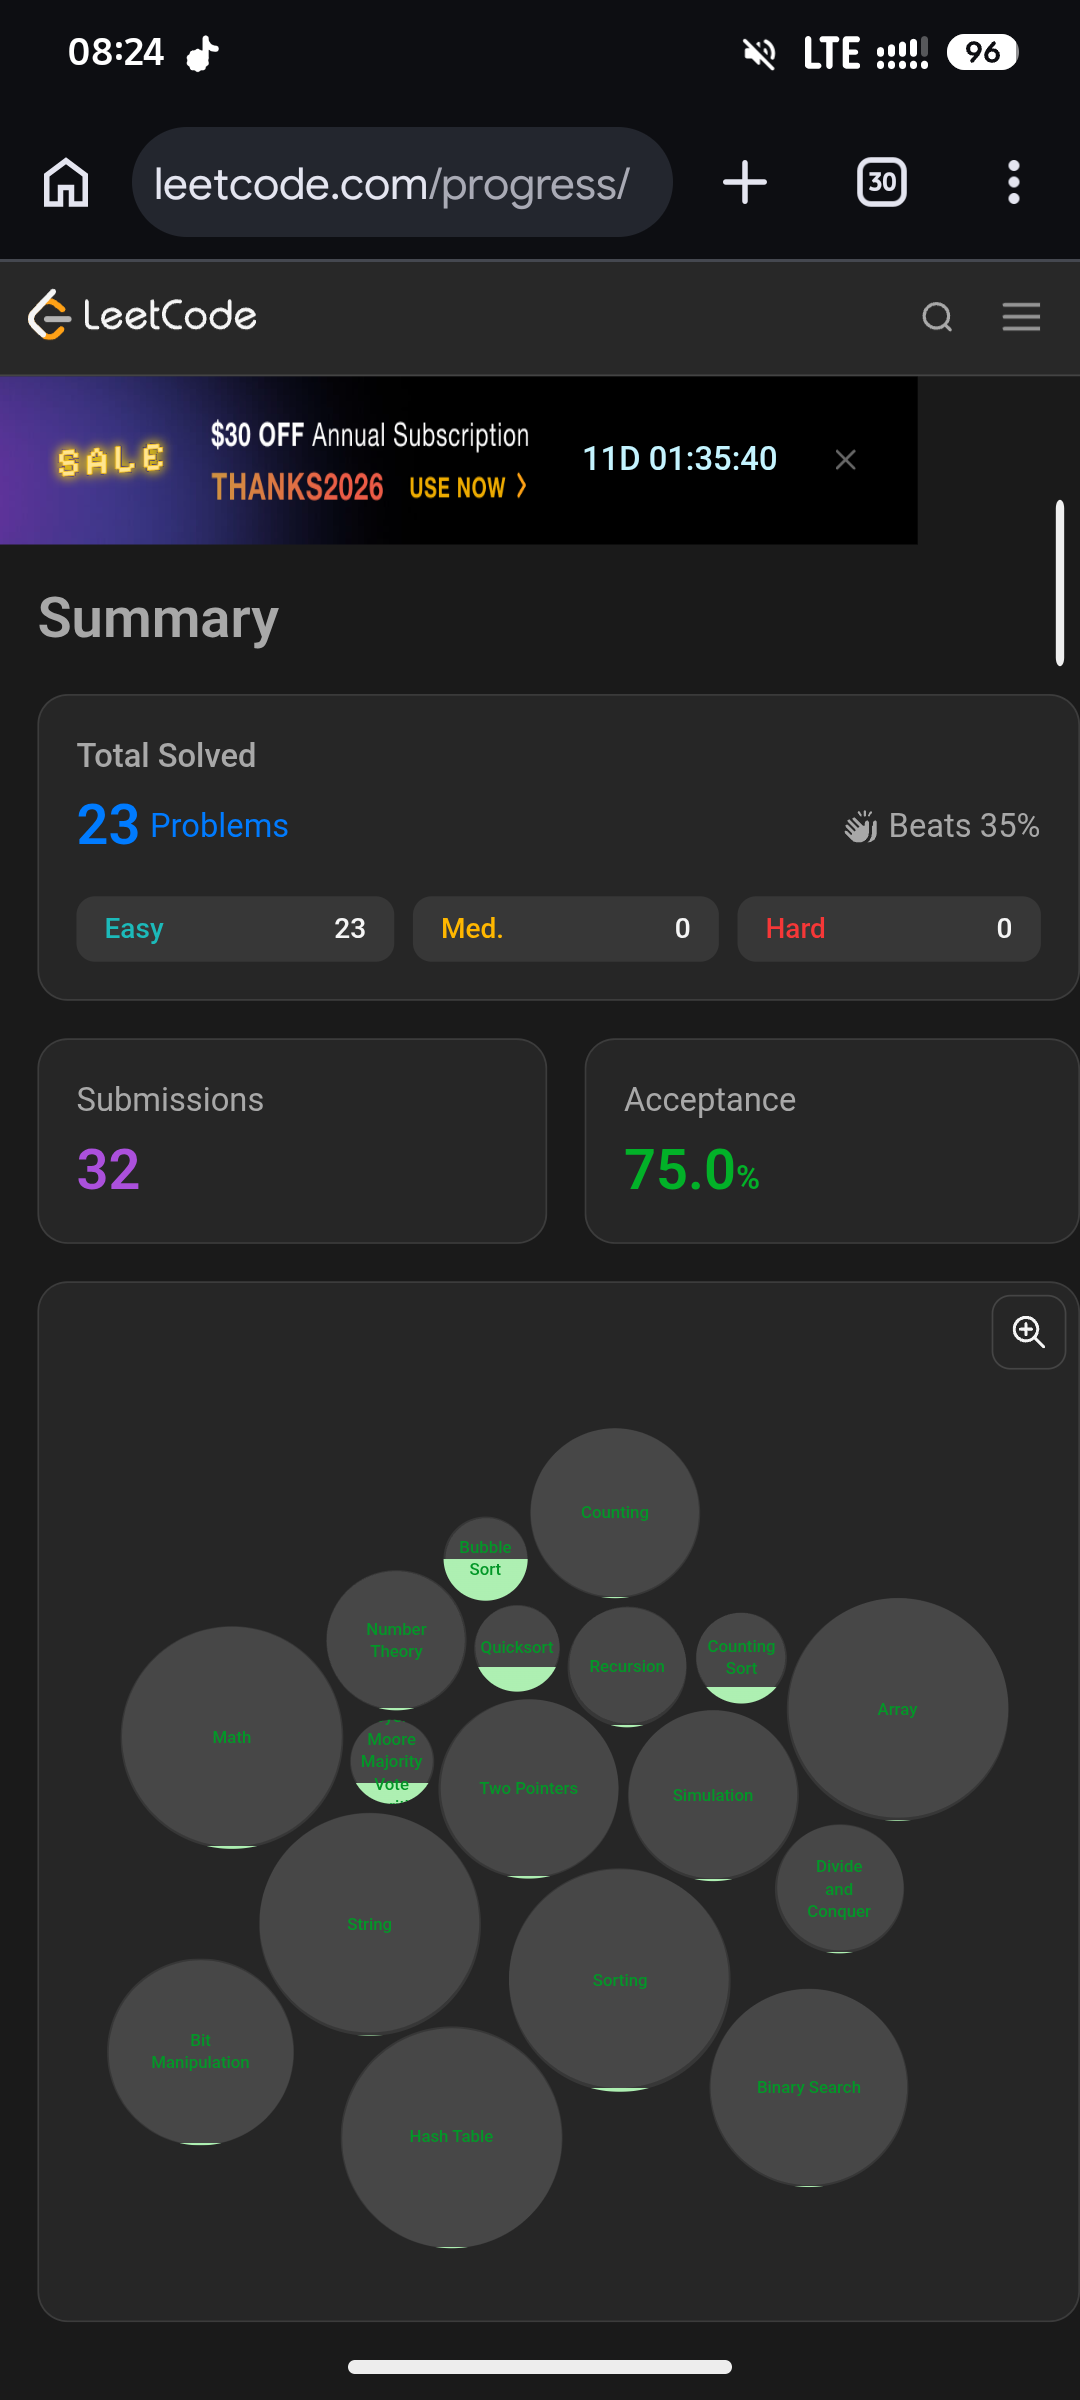 08:24
LTE
96
leetcode.com/progress/
30
LeetCode
SALE
$30 OFF Annual Subscription
THANKS2026 USE NOW
11D 01:35:40
Summary
Total Solved
23 Problems
Beats 35%
Easy 23
Med. 0
Hard 0
Submissions
32
Acceptance
75.0%
Counting
Bubble
Sort
Number
Theory
Quicksort
Recursion
Counting
Sort
Array
Math
Moore
Majority
Vote
Two Pointers
Simulation
Divide
and
Conquer
String
Sorting
Bit
Manipulation
Binary Search
Hash Table